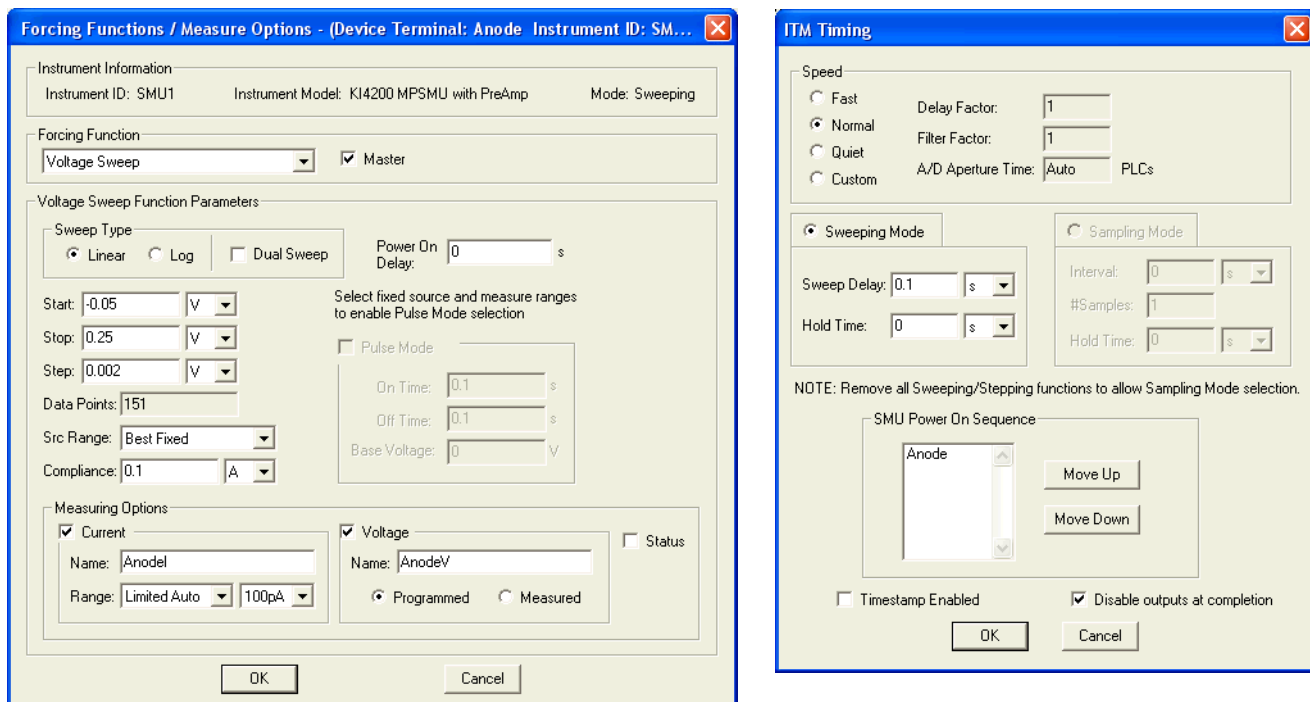 Forcing Functions / Measure Options - (Device Terminal: Anode Instrument ID: SM...
Instrument Information
Instrument ID: SMU1 Instrument Model: KI4200 MPSMU with PreAmp Mode: Sweeping
Forcing Function
Voltage Sweep Master
Voltage Sweep Function Parameters
Sweep Type
Linear Log Dual Sweep
Power On
Delay: 0 s
Start: -0.05 V
Stop: 0.25 V
Step: 0.002 V
Data Points: 151
Src Range: Best Fixed
Compliance: 0.1 A
Select fixed source and measure ranges
to enable Pulse Mode selection
Pulse Mode
On Time: 0.1 s
Off Time: 0.1 s
Base Voltage: 0 V
Measuring Options
Current
Name: AnodeI
Range: Limited Auto 100pA
Voltage
Name: AnodeV
Programmed Measured
Status
OK Cancel
ITM Timing
Speed
Fast
Normal
Quiet
Custom
Delay Factor: 1
Filter Factor: 1
A/D Aperture Time: Auto PLCs
Sweeping Mode
Sweep Delay: 0.1 s
Hold Time: 0 s
Sampling Mode
Interval: 0 s
#Samples: 1
Hold Time: 0 s
NOTE: Remove all Sweeping/Stepping functions to allow Sampling Mode selection.
SMU Power On Sequence
Anode
Move Up
Move Down
Timestamp Enabled Disable outputs at completion
OK Cancel